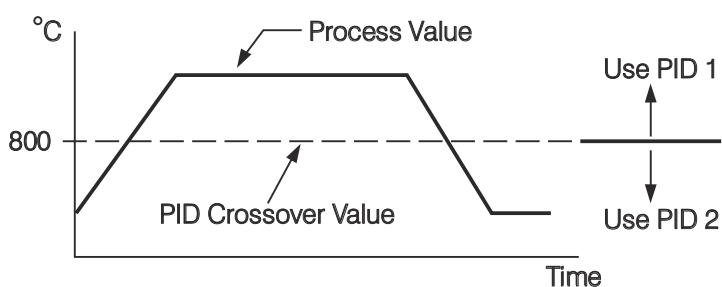 °C
Process Value
Use PID 1
800
PID Crossover Value
Use PID 2
Time